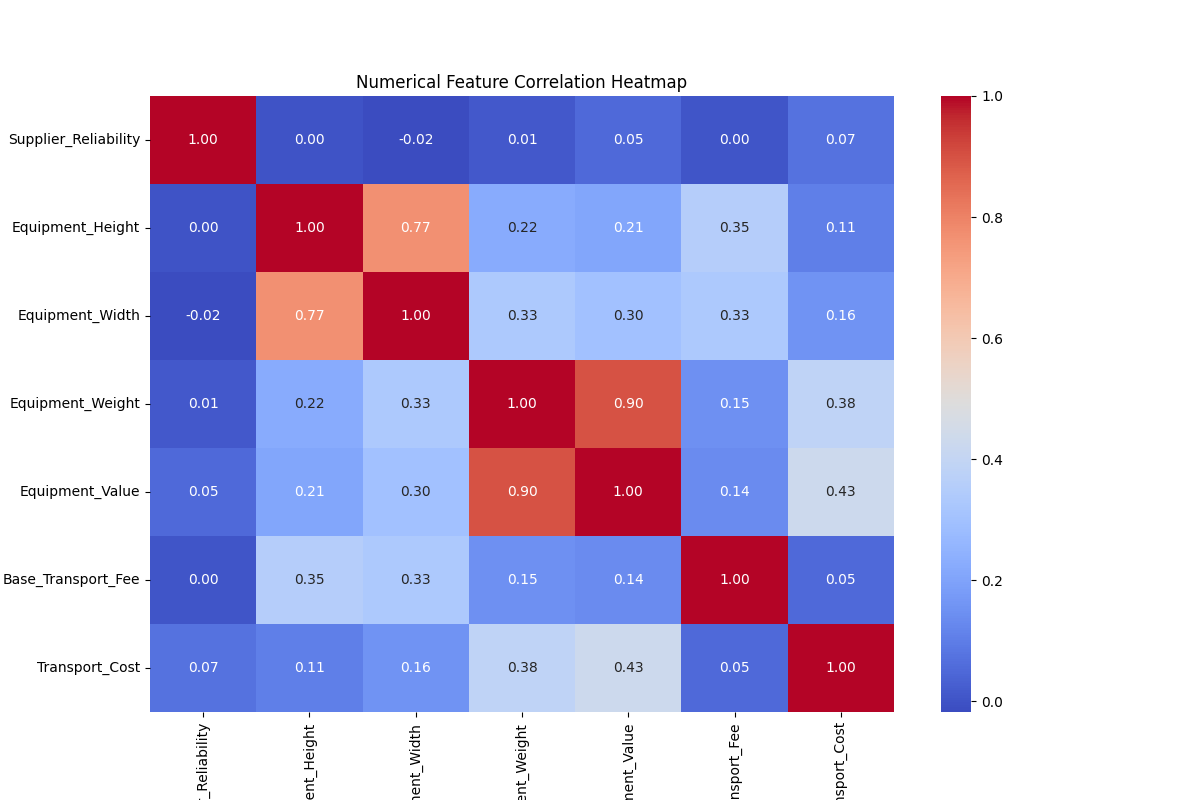 Numerical Feature Correlation Heatmap
Supplier_Reliability 1.00 0.00 -0.02 0.01 0.05 0.00 0.07
Equipment_Height 0.00 1.00 0.77 0.22 0.21 0.35 0.11
Equipment_Width -0.02 0.77 1.00 0.33 0.30 0.33 0.16
Equipment_Weight 0.01 0.22 0.33 1.00 0.90 0.15 0.38
Equipment_Value 0.05 0.21 0.30 0.90 1.00 0.14 0.43
Base_Transport_Fee 0.00 0.35 0.33 0.15 0.14 1.00 0.05
Transport_Cost 0.07 0.11 0.16 0.38 0.43 0.05 1.00
_Reliability
ent_Height
ment_Width
ent_Weight
ment_Value
nsport_Fee
nsport_Cost
1.0
0.8
0.6
0.4
0.2
0.0